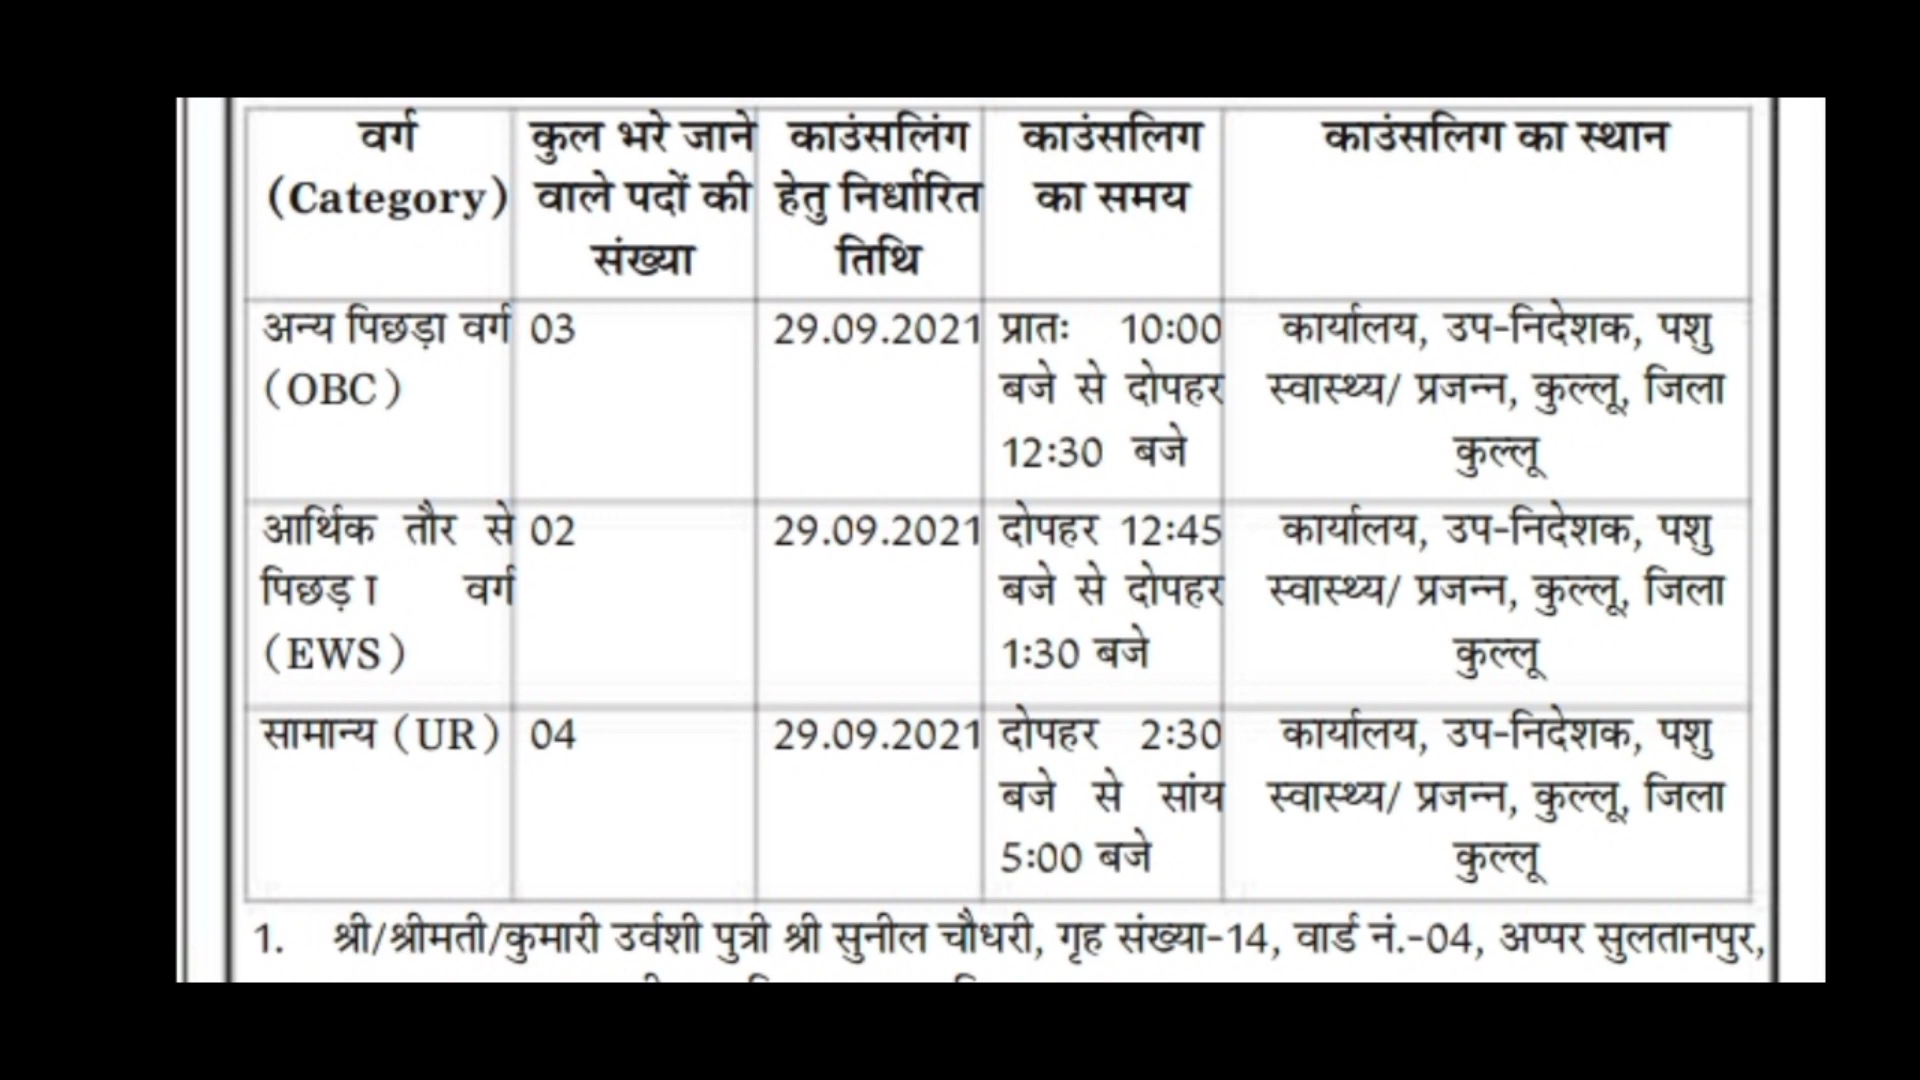 वर्ग
(Category)
कुल भरे जाने
वाले पदों की
संख्या
काउंसलिंग
हेतु निर्धारित
तिथि
काउंसलिग
का समय
काउंसलिग का स्थान
अन्य पिछड़ा वर्ग
(OBC)
03
29.09.2021
प्रातः 10:00
बजे से दोपहर
12:30 बजे
कार्यालय, उप-निदेशक, पशु
स्वास्थ्य/ प्रजन्न, कुल्लू, जिला
कुल्लू
आर्थिक तौर से
पिछड़ा वर्ग
(EWS)
02
29.09.2021
दोपहर 12:45
बजे से दोपहर
1:30 बजे
कार्यालय, उप-निदेशक, पशु
स्वास्थ्य/ प्रजन्न, कुल्लू, जिला
कुल्लू
सामान्य (UR)
04
29.09.2021
दोपहर 2:30
बजे से सांय
5:00 बजे
कार्यालय, उप-निदेशक, पशु
स्वास्थ्य/ प्रजन्न, कुल्लू, जिला
कुल्लू
1. श्री/श्रीमती/कुमारी उर्वशी पुत्री श्री सुनील चौधरी, गृह संख्या-14, वार्ड नं.-04, अप्पर सुलतानपुर,